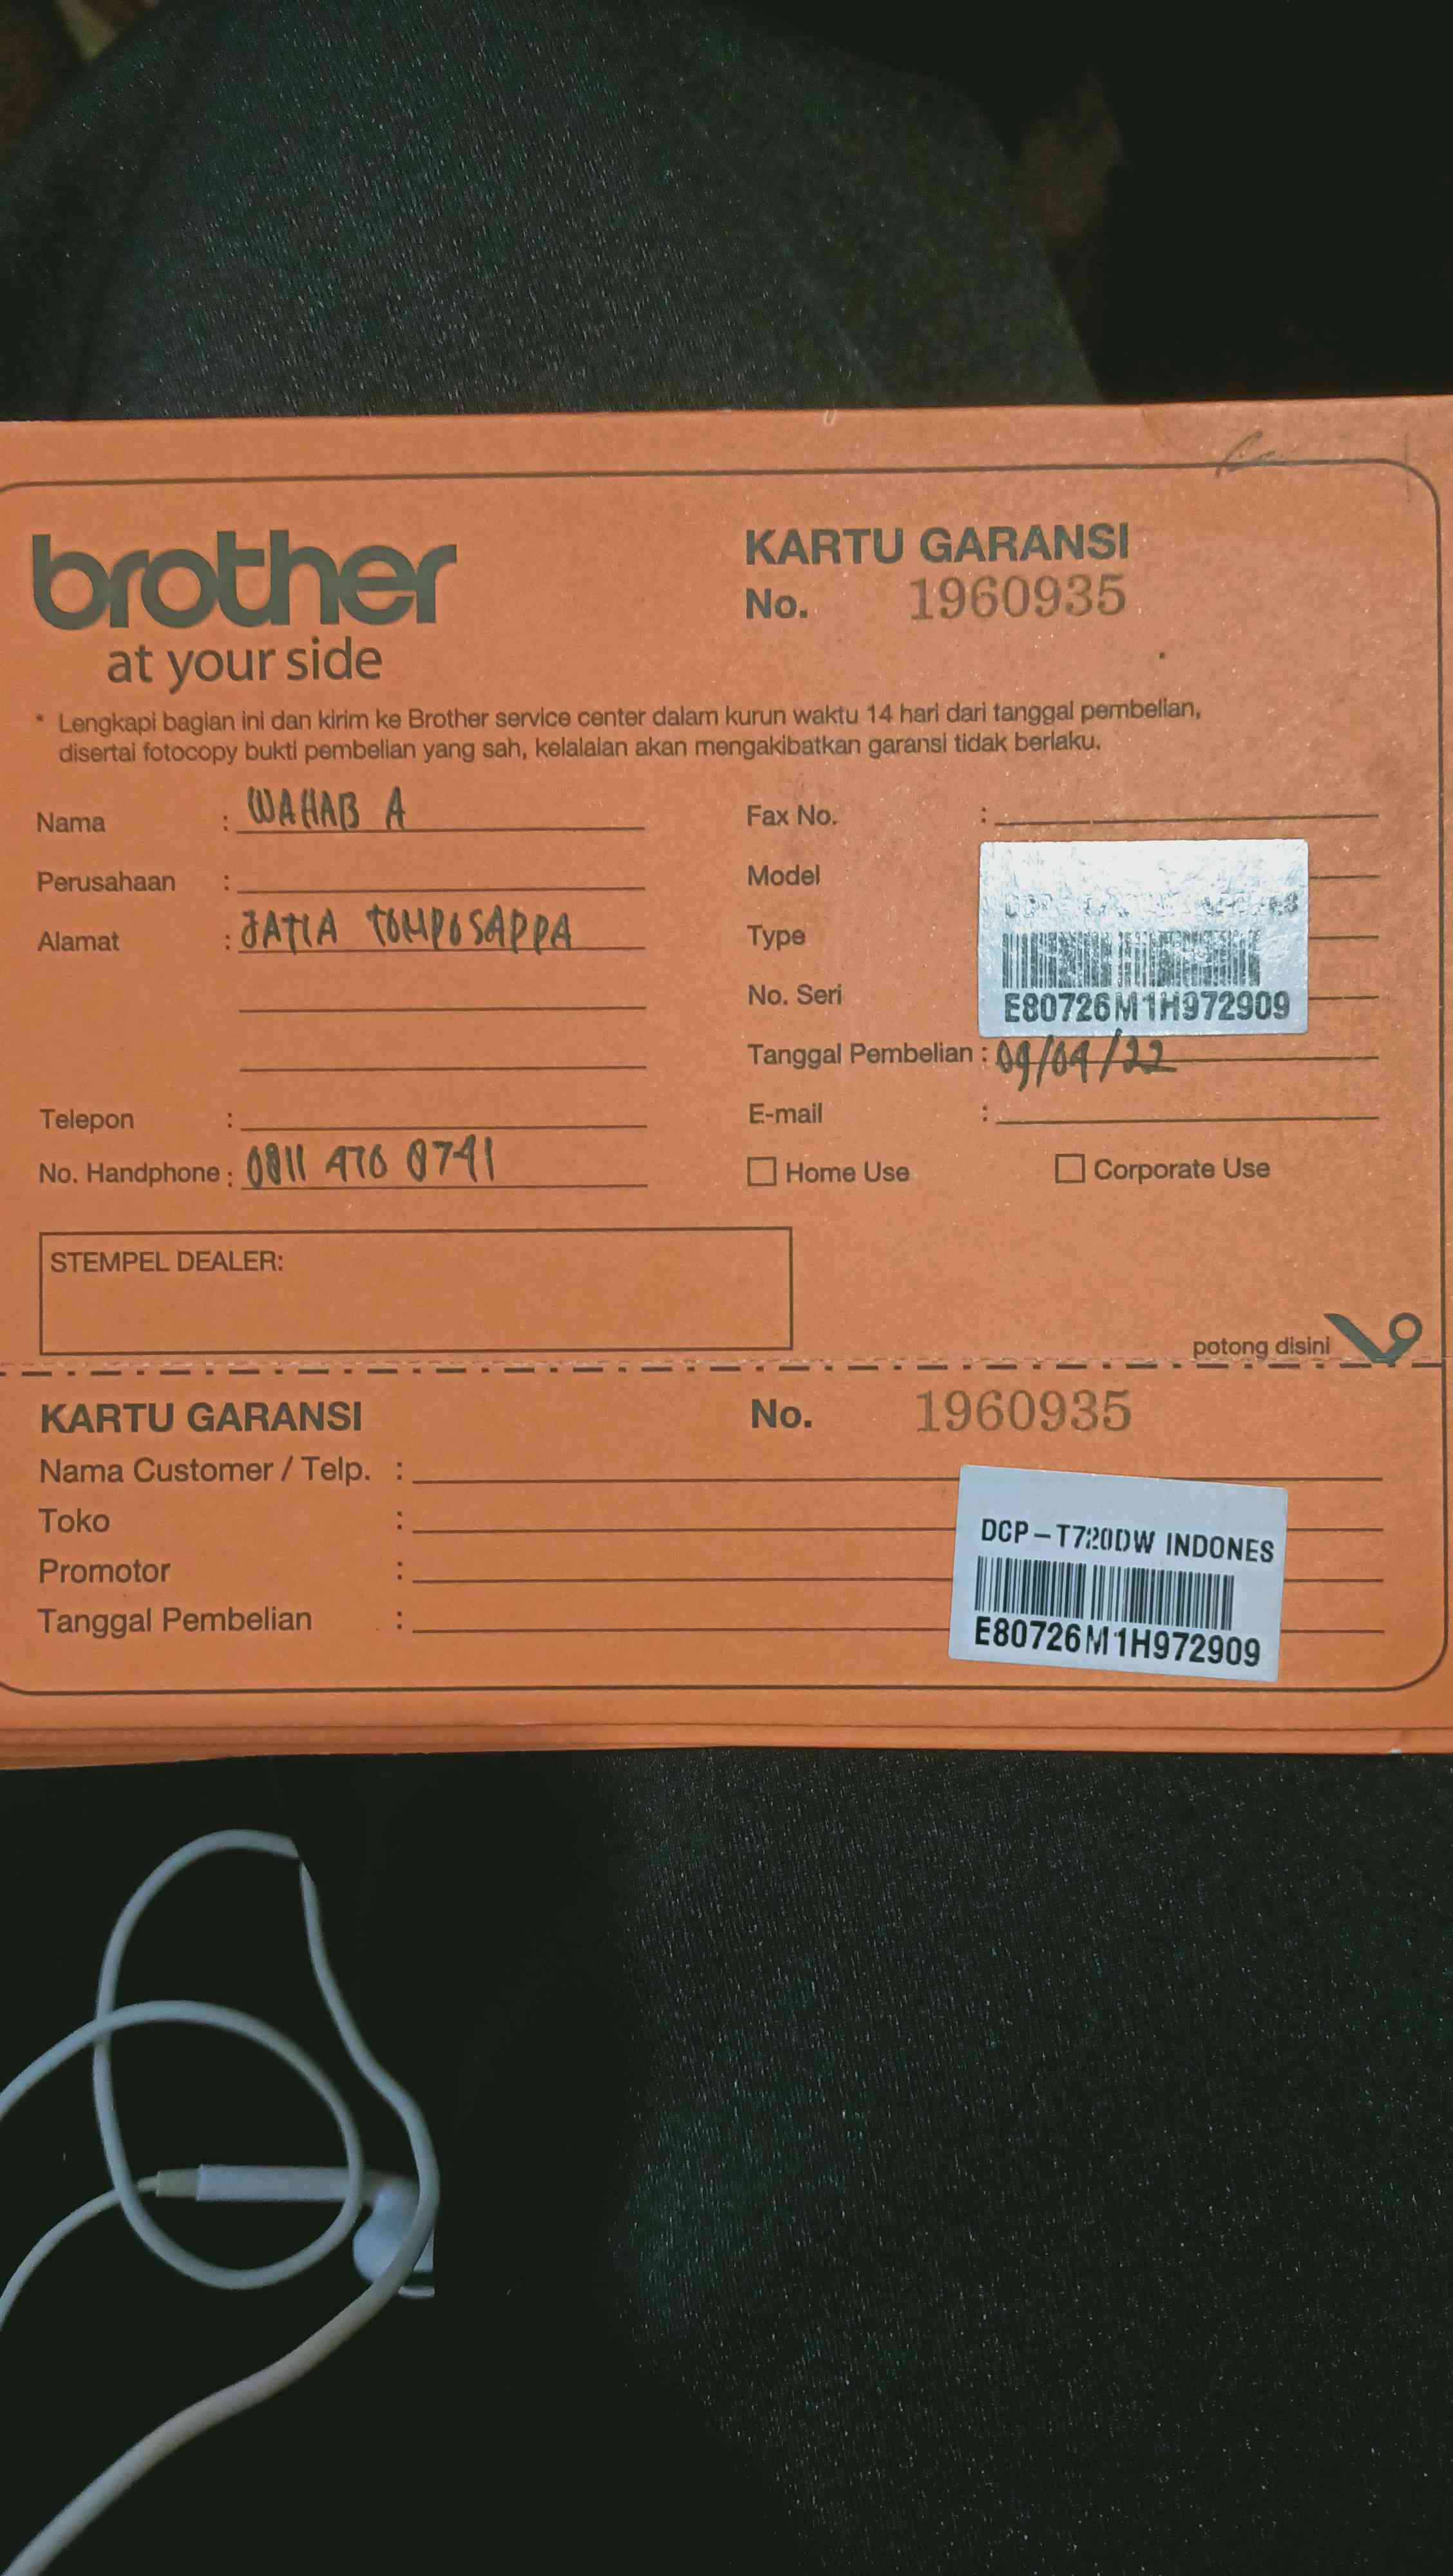 brother
at your side
KARTU GARANSI
No. 1960935
* Lengkapi bagian ini dan kirim ke Brother service center dalam kurun waktu 14 hari dari tanggal pembelian,
disertai fotocopy bukti pembelian yang sah, kelalaian akan mengakibatkan garansi tidak berlaku.
Nama : WAHAB A
Perusahaan :
Alamat : JATIA TOMPOSAPPA
Telepon :
No. Handphone : 0811 410 0741
Fax No. :
Model
Type
No. Seri
E80726M1H972909
Tanggal Pembelian : 09/04/22
E-mail :
Home Use
Corporate Use
STEMPEL DEALER:
potong disini
KARTU GARANSI
No. 1960935
Nama Customer / Telp. :
Toko :
Promotor :
Tanggal Pembelian :
DCP-T720DW INDONES
E80726M1H972909